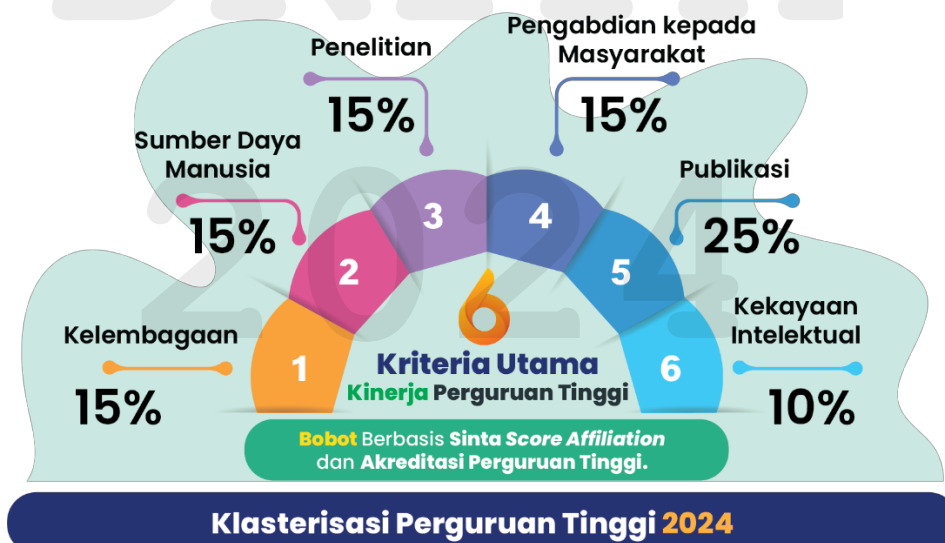 Pengabdian kepada
Masyarakat
15%
Penelitian
15%
Sumber Daya
Manusia
15%
Publikasi
25%
Kelembagaan
15%
Kekayaan
Intelektual
10%
1
2
3
4
5
6
2024
6
Kriteria Utama
Kinerja Perguruan Tinggi
Bobot Berbasis Sinta Score Affiliation
dan Akreditasi Perguruan Tinggi.
Klasterisasi Perguruan Tinggi 2024